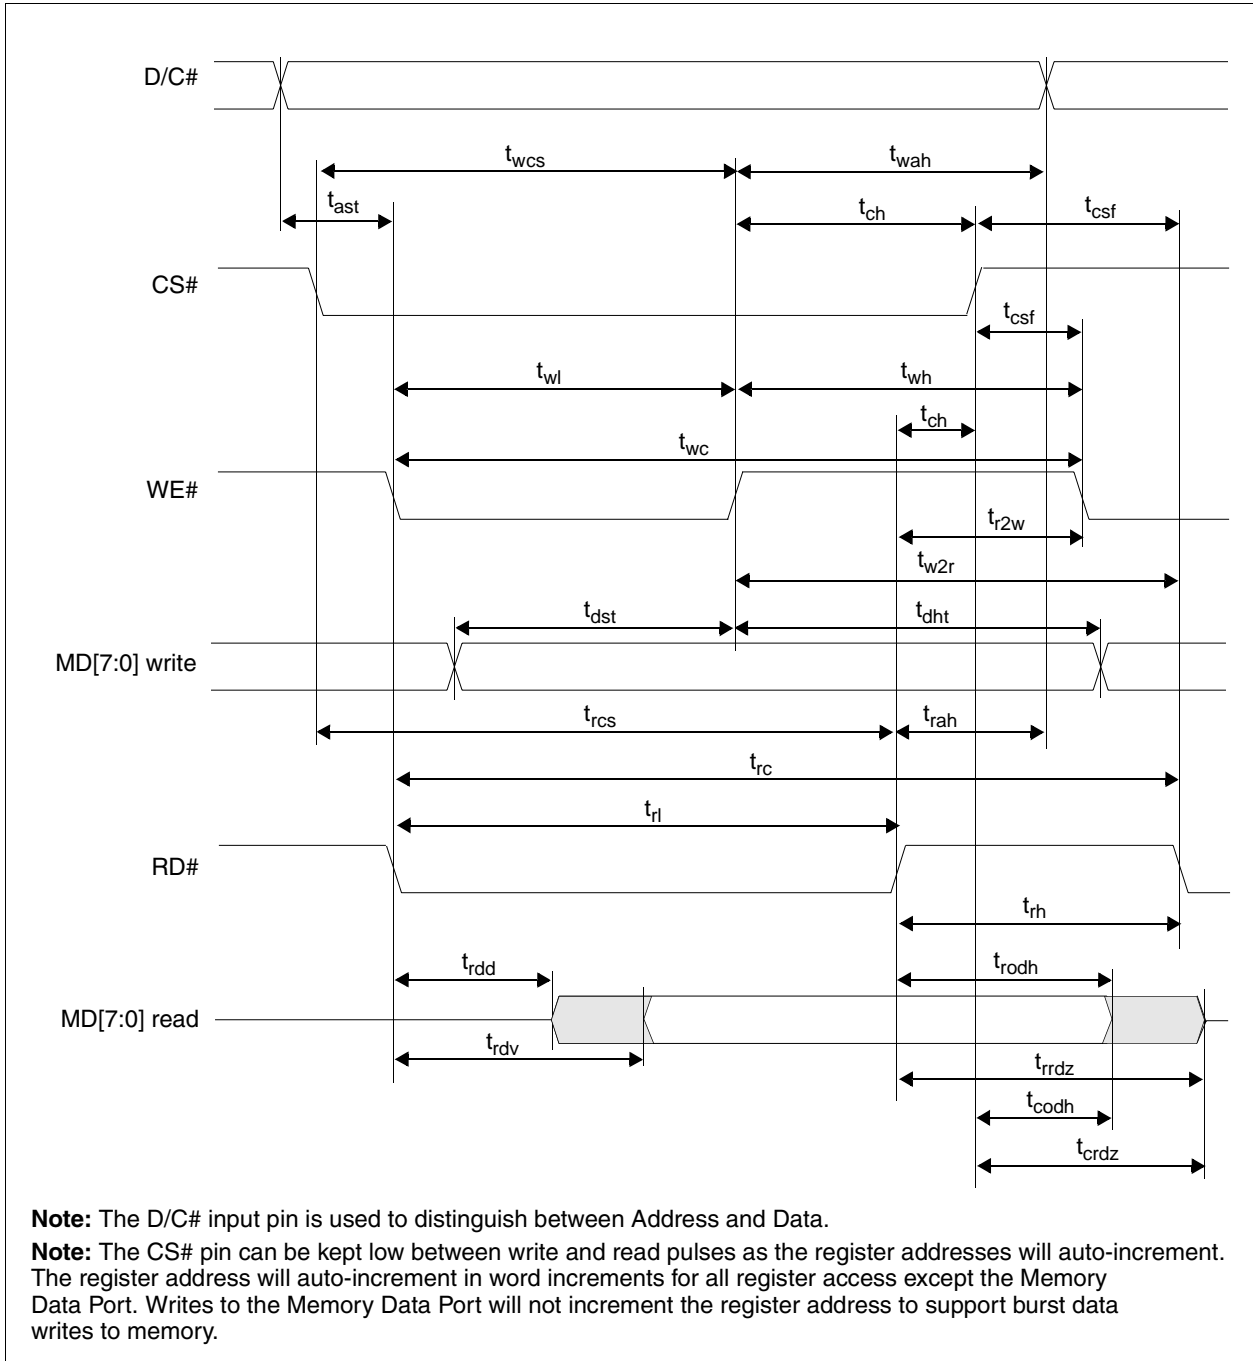 D/C#
twcs
twah
tast
tch
tcsf
CS#
tcsf
twl
twh
tch
twc
WE#
tr2w
tw2r
tdst
tdht
MD[7:0] write
trcs
trah
trc
trl
RD#
trh
trdd
trodh
MD[7:0] read
trdv
trrdz
tcodh
tcrdz
Note: The D/C# input pin is used to distinguish between Address and Data.
Note: The CS# pin can be kept low between write and read pulses as the register addresses will auto-increment.
The register address will auto-increment in word increments for all register access except the Memory
Data Port. Writes to the Memory Data Port will not increment the register address to support burst data
writes to memory.